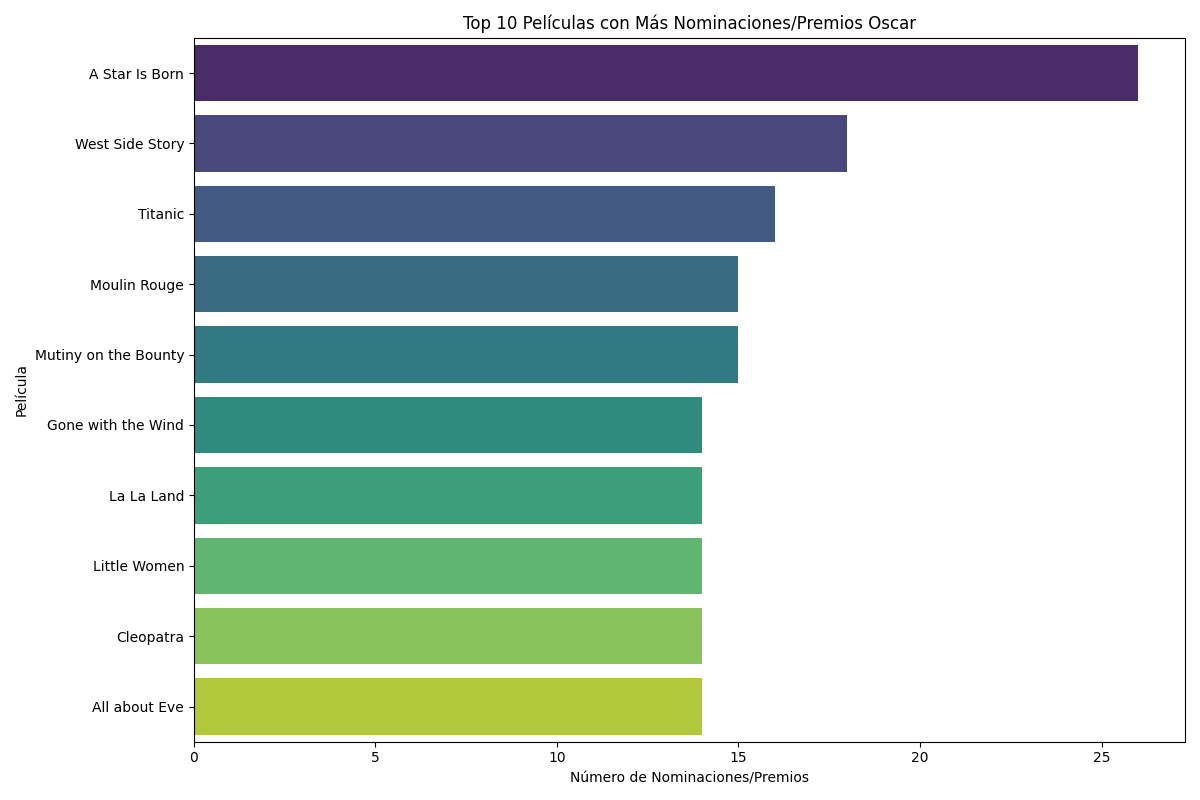 Top 10 Películas con Más Nominaciones/Premios Oscar
A Star Is Born
West Side Story
Titanic
Moulin Rouge
Mutiny on the Bounty
Gone with the Wind
La La Land
Little Women
Cleopatra
All about Eve
Película
0 5 10 15 20 25
Número de Nominaciones/Premios